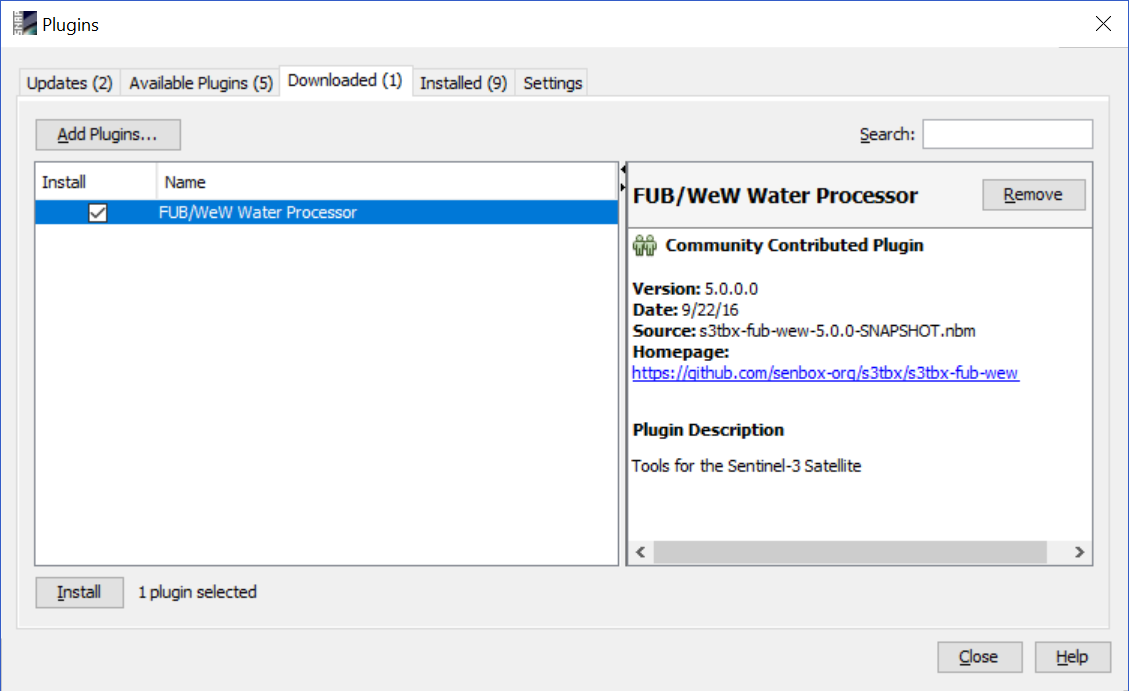 SNAP
Plugins
Updates (2) Available Plugins (5) Downloaded (1) Installed (9) Settings
Add Plugins... Search:
Install Name
FUB/WeW Water Processor
FUB/WeW Water Processor Remove
Community Contributed Plugin
Version: 5.0.0.0
Date: 9/22/16
Source: s3tbx-fub-wew-5.0.0-SNAPSHOT.nbm
Homepage:
https://github.com/senbox-org/s3tbx/s3tbx-fub-wew
Plugin Description
Tools for the Sentinel-3 Satellite
Install 1 plugin selected
Close Help